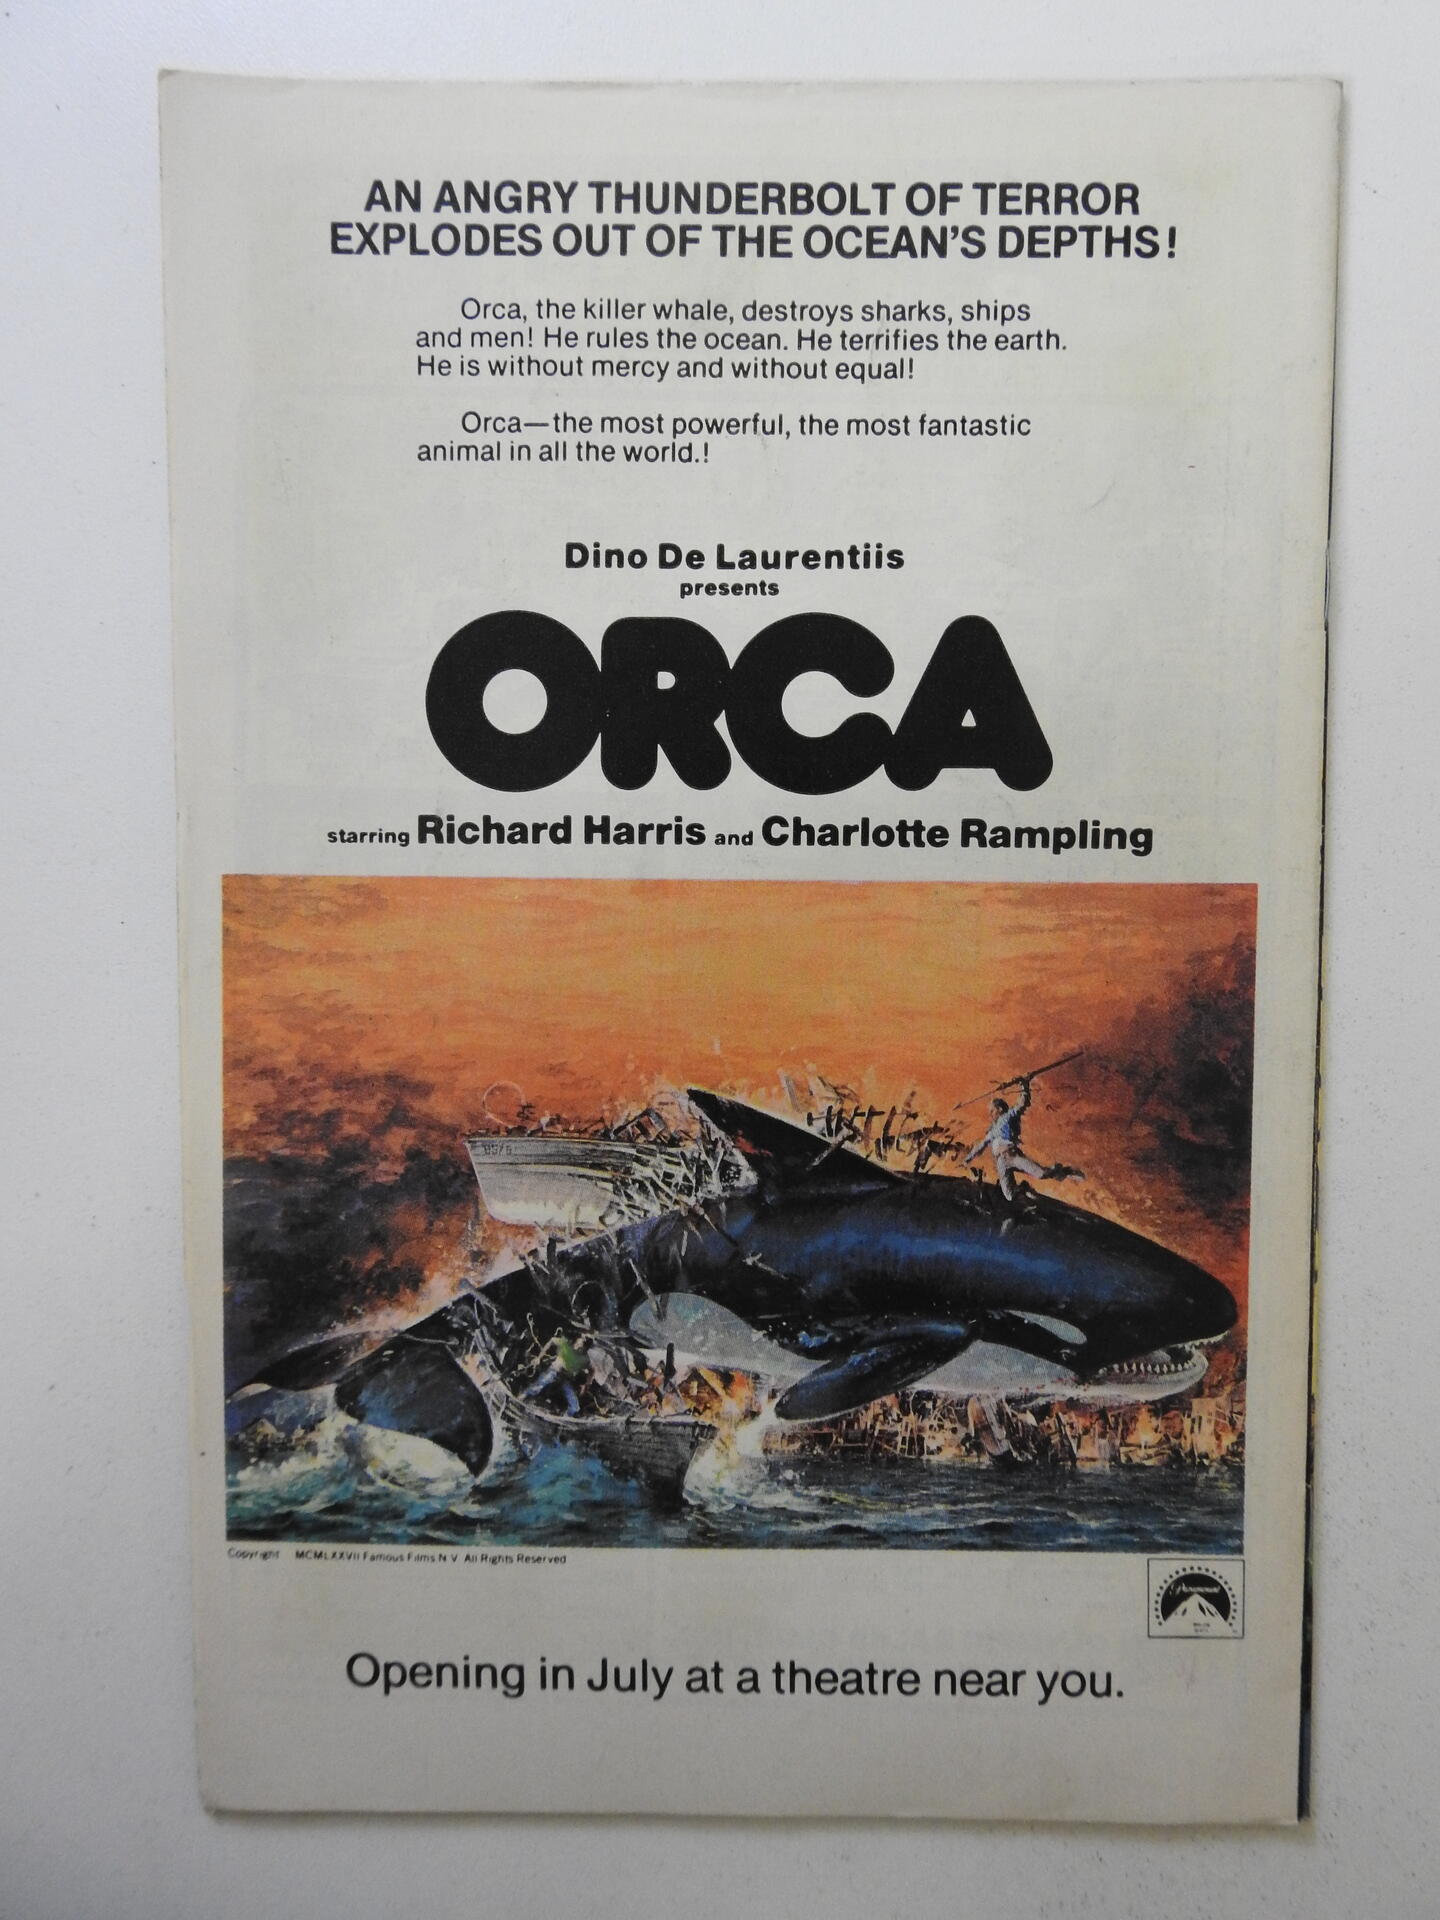 AN ANGRY THUNDERBOLT OF TERROR
EXPLODES OUT OF THE OCEAN'S DEPTHS!
Orca, the killer whale, destroys sharks, ships
and men! He rules the ocean. He terrifies the earth.
He is without mercy and without equal!
Orca—the most powerful, the most fantastic
animal in all the world.!
Dino De Laurentiis
presents
ORCA
starring Richard Harris and Charlotte Rampling
Copyright MCMLXXVII Famous Films N V All Rights Reserved
Paramount
Opening in July at a theatre near you.